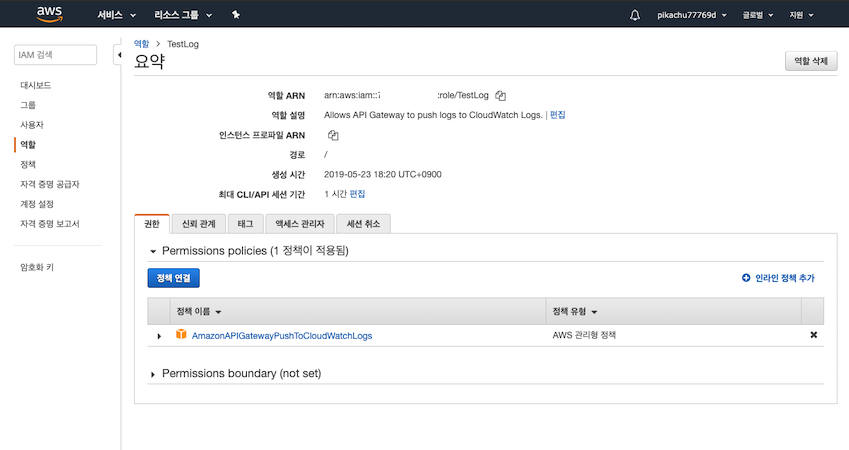 aws 서비스 리소스 그룹 pikachu77769d 글로벌 지원
IAM 검색
대시보드
그룹
사용자
역할
정책
자격 증명 공급자
계정 설정
자격 증명 보고서
암호화 키
역할 > TestLog
요약
역할 삭제
역할 ARN arn:aws:iam:: :role/TestLog
역할 설명 Allows API Gateway to push logs to CloudWatch Logs. | 편집
인스턴스 프로파일 ARN
경로 /
생성 시간 2019-05-23 18:20 UTC+0900
최대 CLI/API 세션 기간 1 시간 편집
권한 신뢰 관계 태그 액세스 관리자 세션 취소
Permissions policies (1 정책이 적용됨)
정책 연결 인라인 정책 추가
정책 이름 정책 유형
AmazonAPIGatewayPushToCloudWatchLogs AWS 관리형 정책
Permissions boundary (not set)